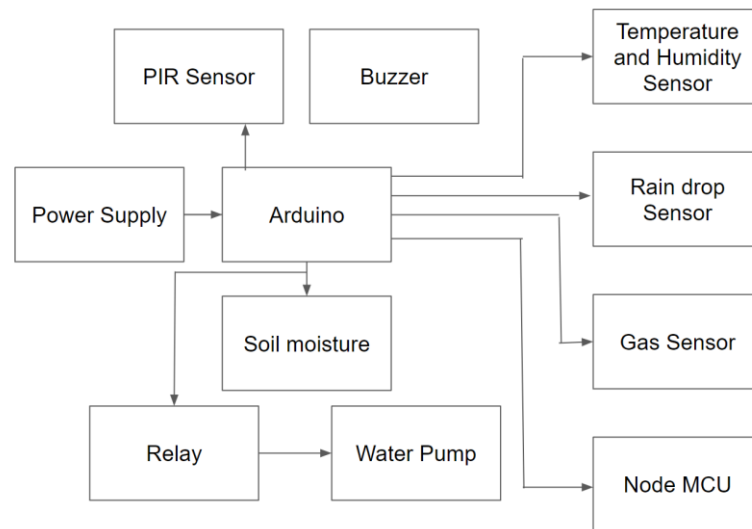 Temperature
and Humidity
Sensor
PIR Sensor
Buzzer
Power Supply
Arduino
Rain drop
Sensor
Soil moisture
Gas Sensor
Relay
Water Pump
Node MCU